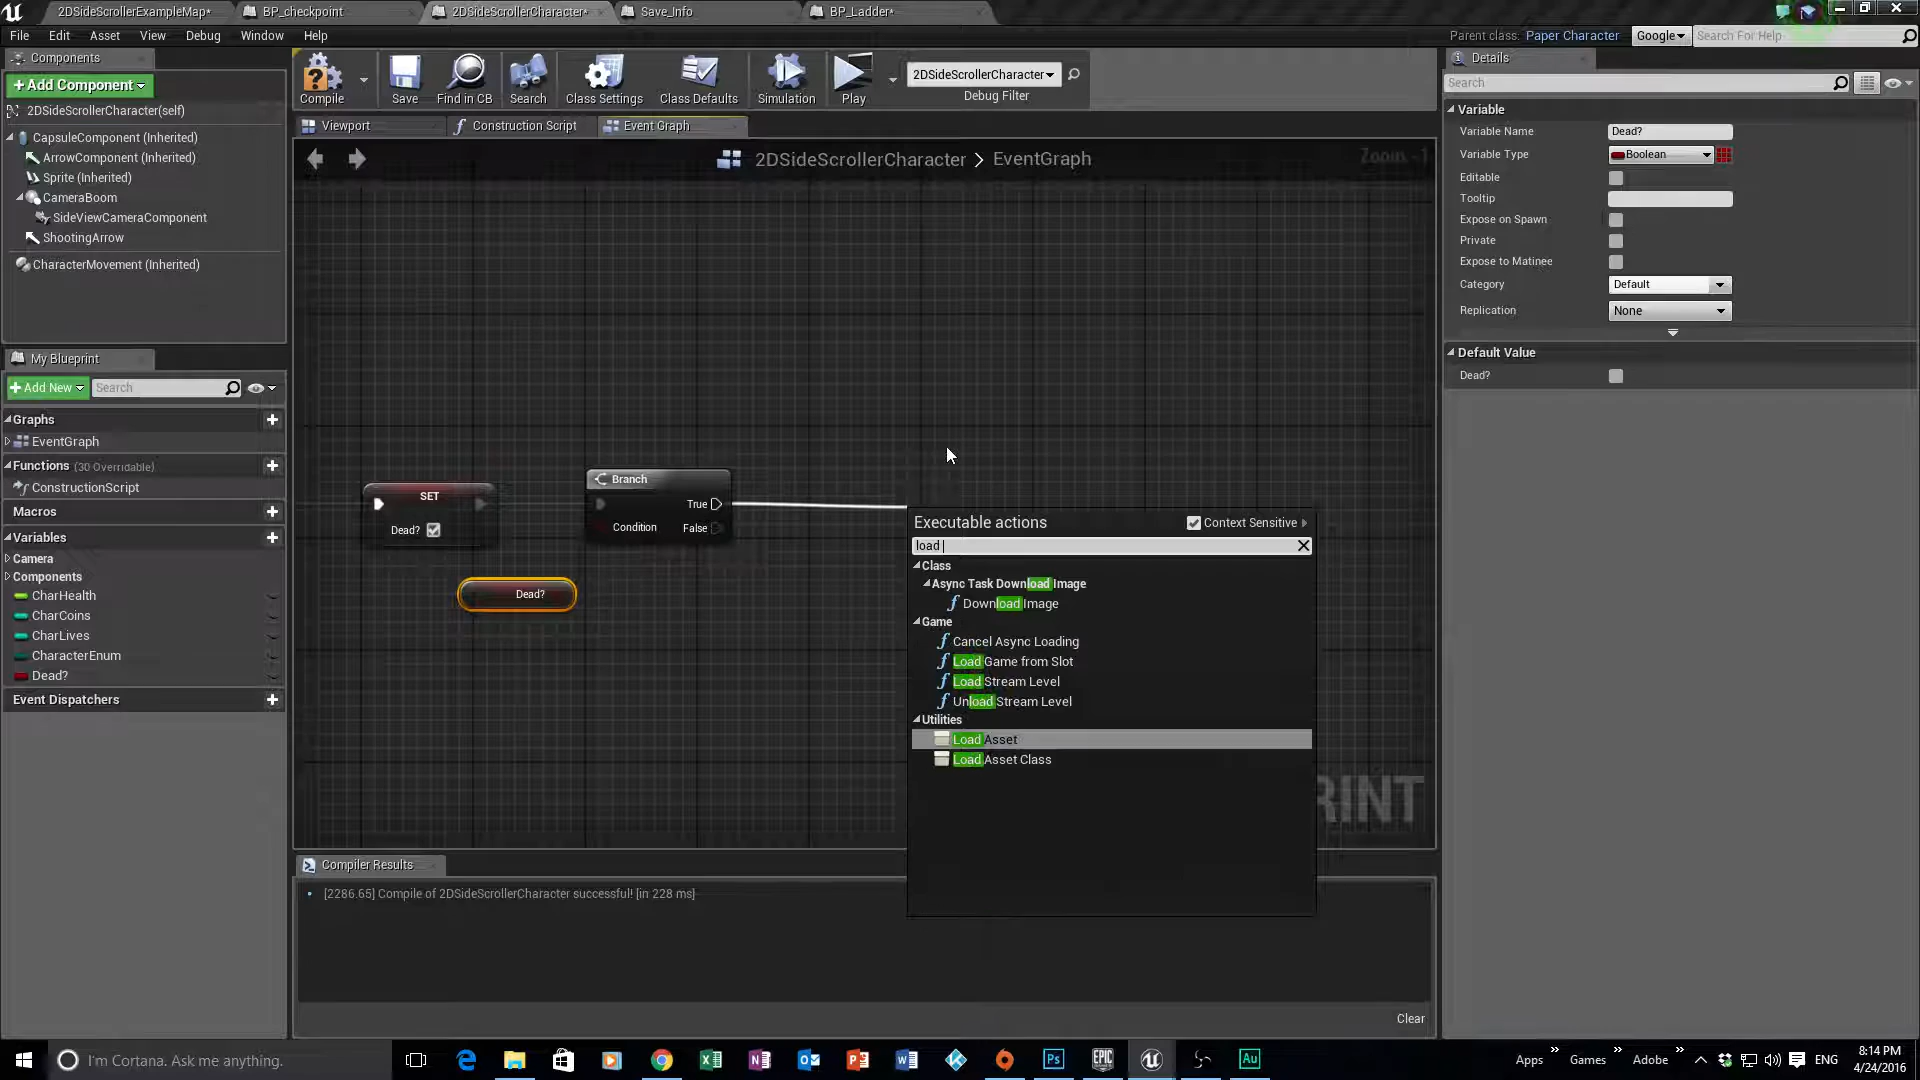 2DSideScrollerExampleMap*
BP_checkpoint
2DSideScrollerCharacter*
Save_Info
BP_Ladder*
File Edit Asset View Debug Window Help
Parent class: Paper Character
Google
Search For Help
Components
+Add Component
2DSideScrollerCharacter(self)
CapsuleComponent (Inherited)
ArrowComponent (Inherited)
Sprite (Inherited)
CameraBoom
SideViewCameraComponent
ShootingArrow
CharacterMovement (Inherited)
My Blueprint
+Add New
Search
Graphs
EventGraph
Functions (30 Overridable)
ConstructionScript
Macros
Variables
Camera
Components
CharHealth
CharCoins
CharLives
CharacterEnum
Dead?
Event Dispatchers
Compile
Save
Find in CB
Search
Class Settings
Class Defaults
Simulation
Play
2DSideScrollerCharacter
Debug Filter
Viewport
Construction Script
Event Graph
2DSideScrollerCharacter > EventGraph
Zoom -1
SET
Dead?
Branch
True
Condition
False
Dead?
Executable actions
Context Sensitive
load
Class
Async Task Download Image
Download Image
Game
Cancel Async Loading
Load Game from Slot
Load Stream Level
Unload Stream Level
Utilities
Load Asset
Load Asset Class
RINT
Compiler Results
[2286.65] Compile of 2DSideScrollerCharacter successful! [in 228 ms]
Clear
Details
Search
Variable
Variable Name
Dead?
Variable Type
Boolean
Editable
Tooltip
Expose on Spawn
Private
Expose to Matinee
Category
Default
Replication
None
Default Value
Dead?
I'm Cortana. Ask me anything.
Apps
Games
Adobe
ENG
8:14 PM
4/24/2016